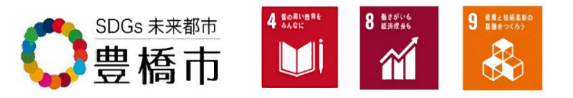 SDGs 未来都市
豊橋市
4 質の高い教育を
みんなに
8 働きがいも
経済成長も
9 産業と技術革新の
基盤をつくろう